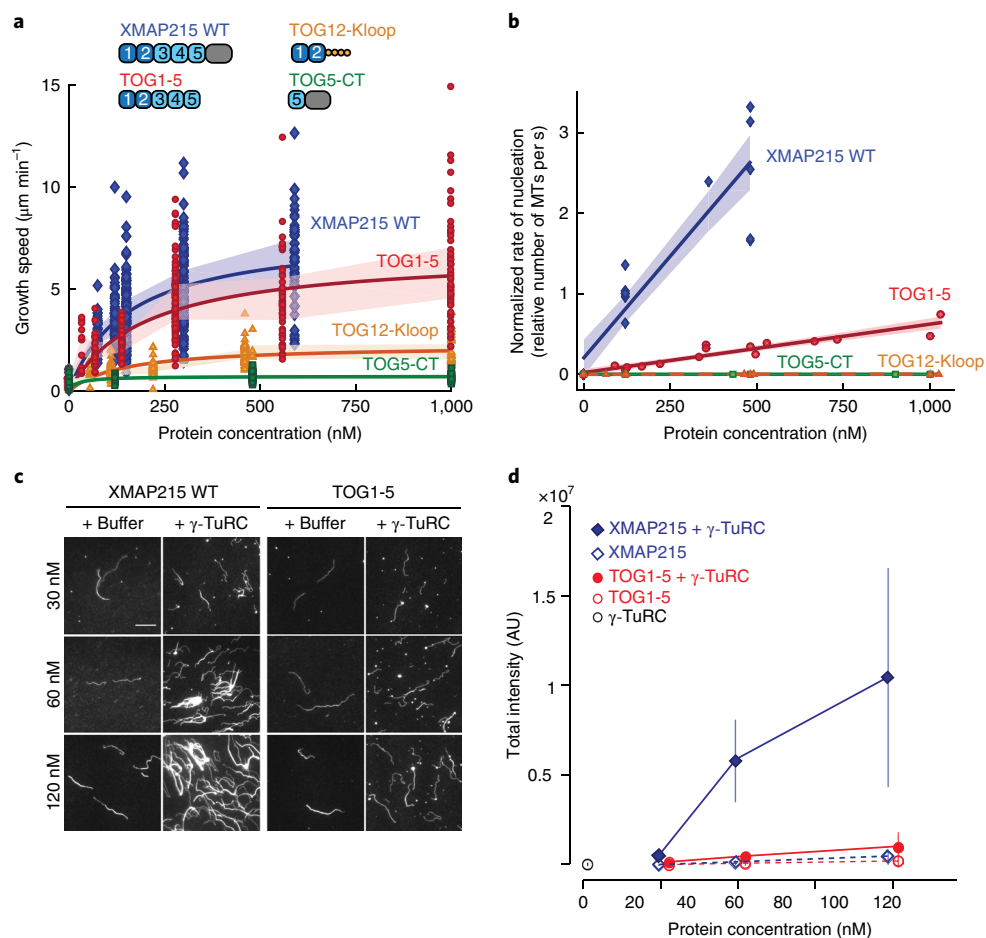 a
XMAP215 WT
1 2 3 4 5
TOG12-Kloop
1 2
TOG1-5
1 2 3 4 5
TOG5-CT
5
15
10
5
0
Growth speed (μm min⁻¹)
XMAP215 WT
TOG1-5
TOG12-Kloop
TOG5-CT
0 250 500 750 1,000
Protein concentration (nM)
b
3
2
1
0
Normalized rate of nucleation
(relative number of MTs per s)
XMAP215 WT
TOG1-5
TOG5-CT
TOG12-Kloop
0 250 500 750 1,000
Protein concentration (nM)
c
XMAP215 WT TOG1-5
+ Buffer + γ-TuRC + Buffer + γ-TuRC
30 nM
60 nM
120 nM
d
×10⁷
2
1.5
1
0.5
0
Total intensity (AU)
XMAP215 + γ-TuRC
XMAP215
TOG1-5 + γ-TuRC
TOG1-5
γ-TuRC
0 20 40 60 80 100 120
Protein concentration (nM)